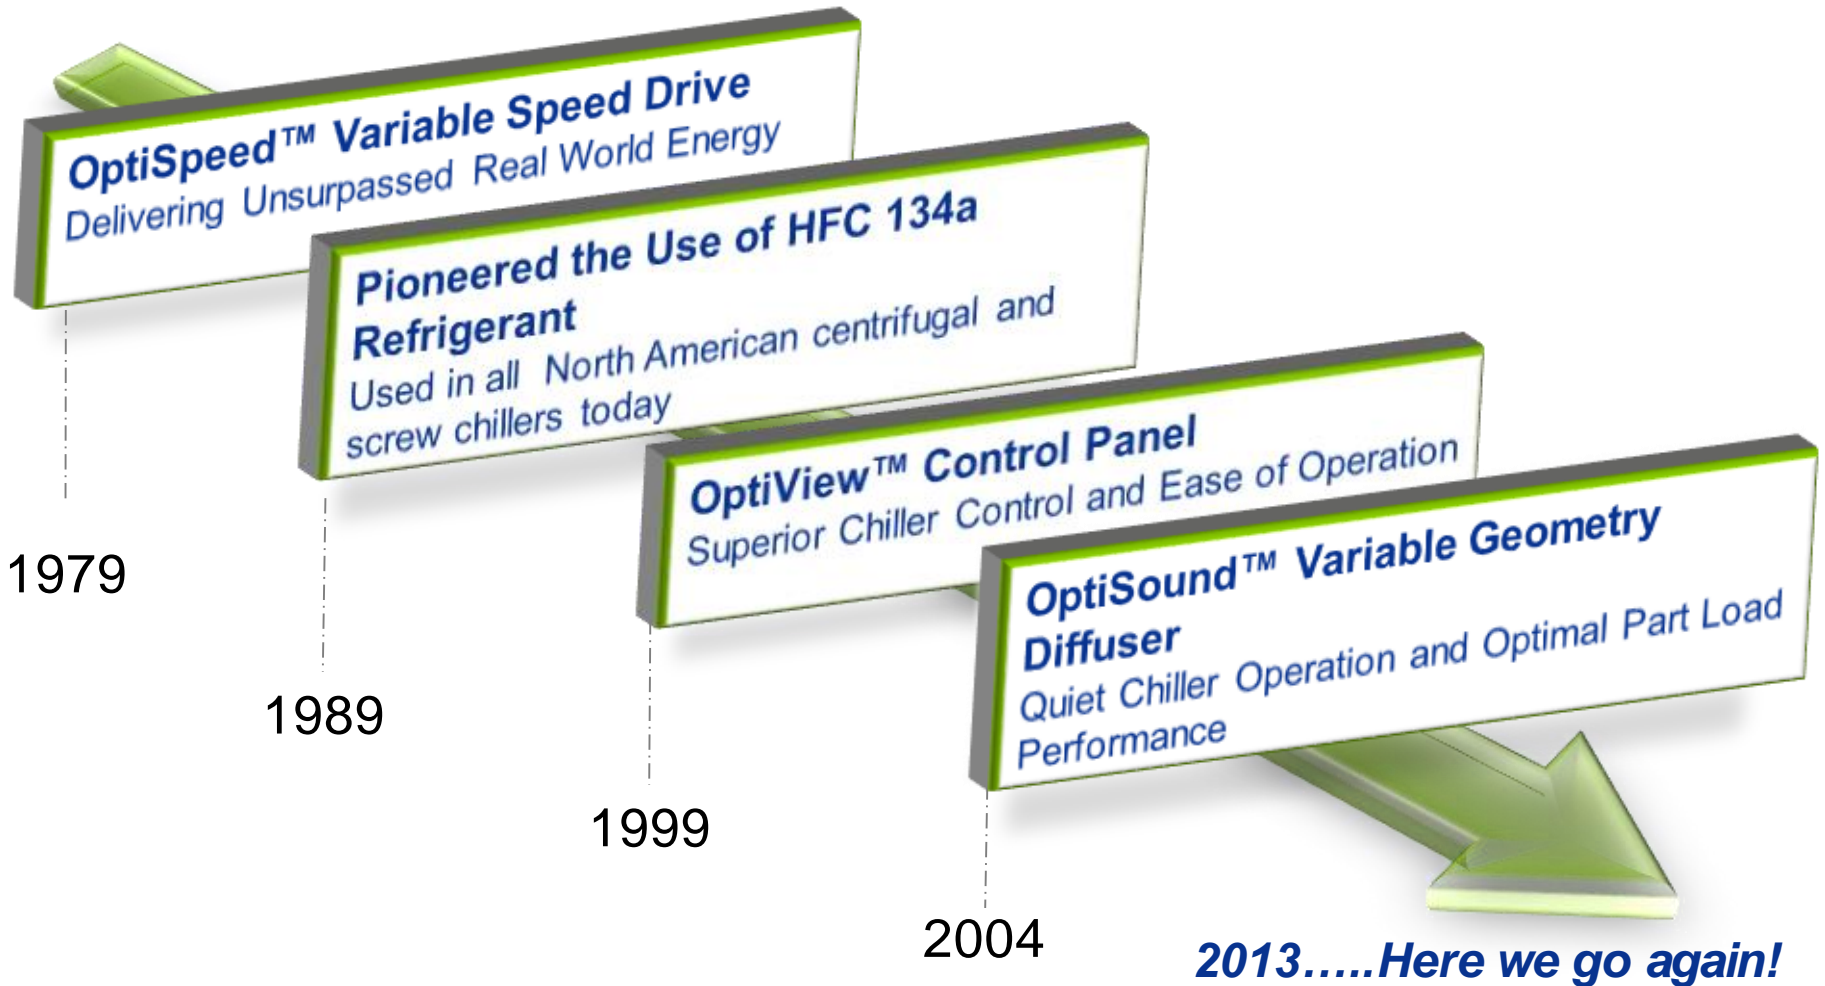 OptiSpeed™ Variable Speed Drive
Delivering Unsurpassed Real World Energy
Pioneered the Use of HFC 134a
Refrigerant
Used in all North American centrifugal and
screw chillers today
OptiView™ Control Panel
Superior Chiller Control and Ease of Operation
OptiSound™ Variable Geometry
Diffuser
Quiet Chiller Operation and Optimal Part Load
Performance
1979
1989
1999
2004
2013.....Here we go again!